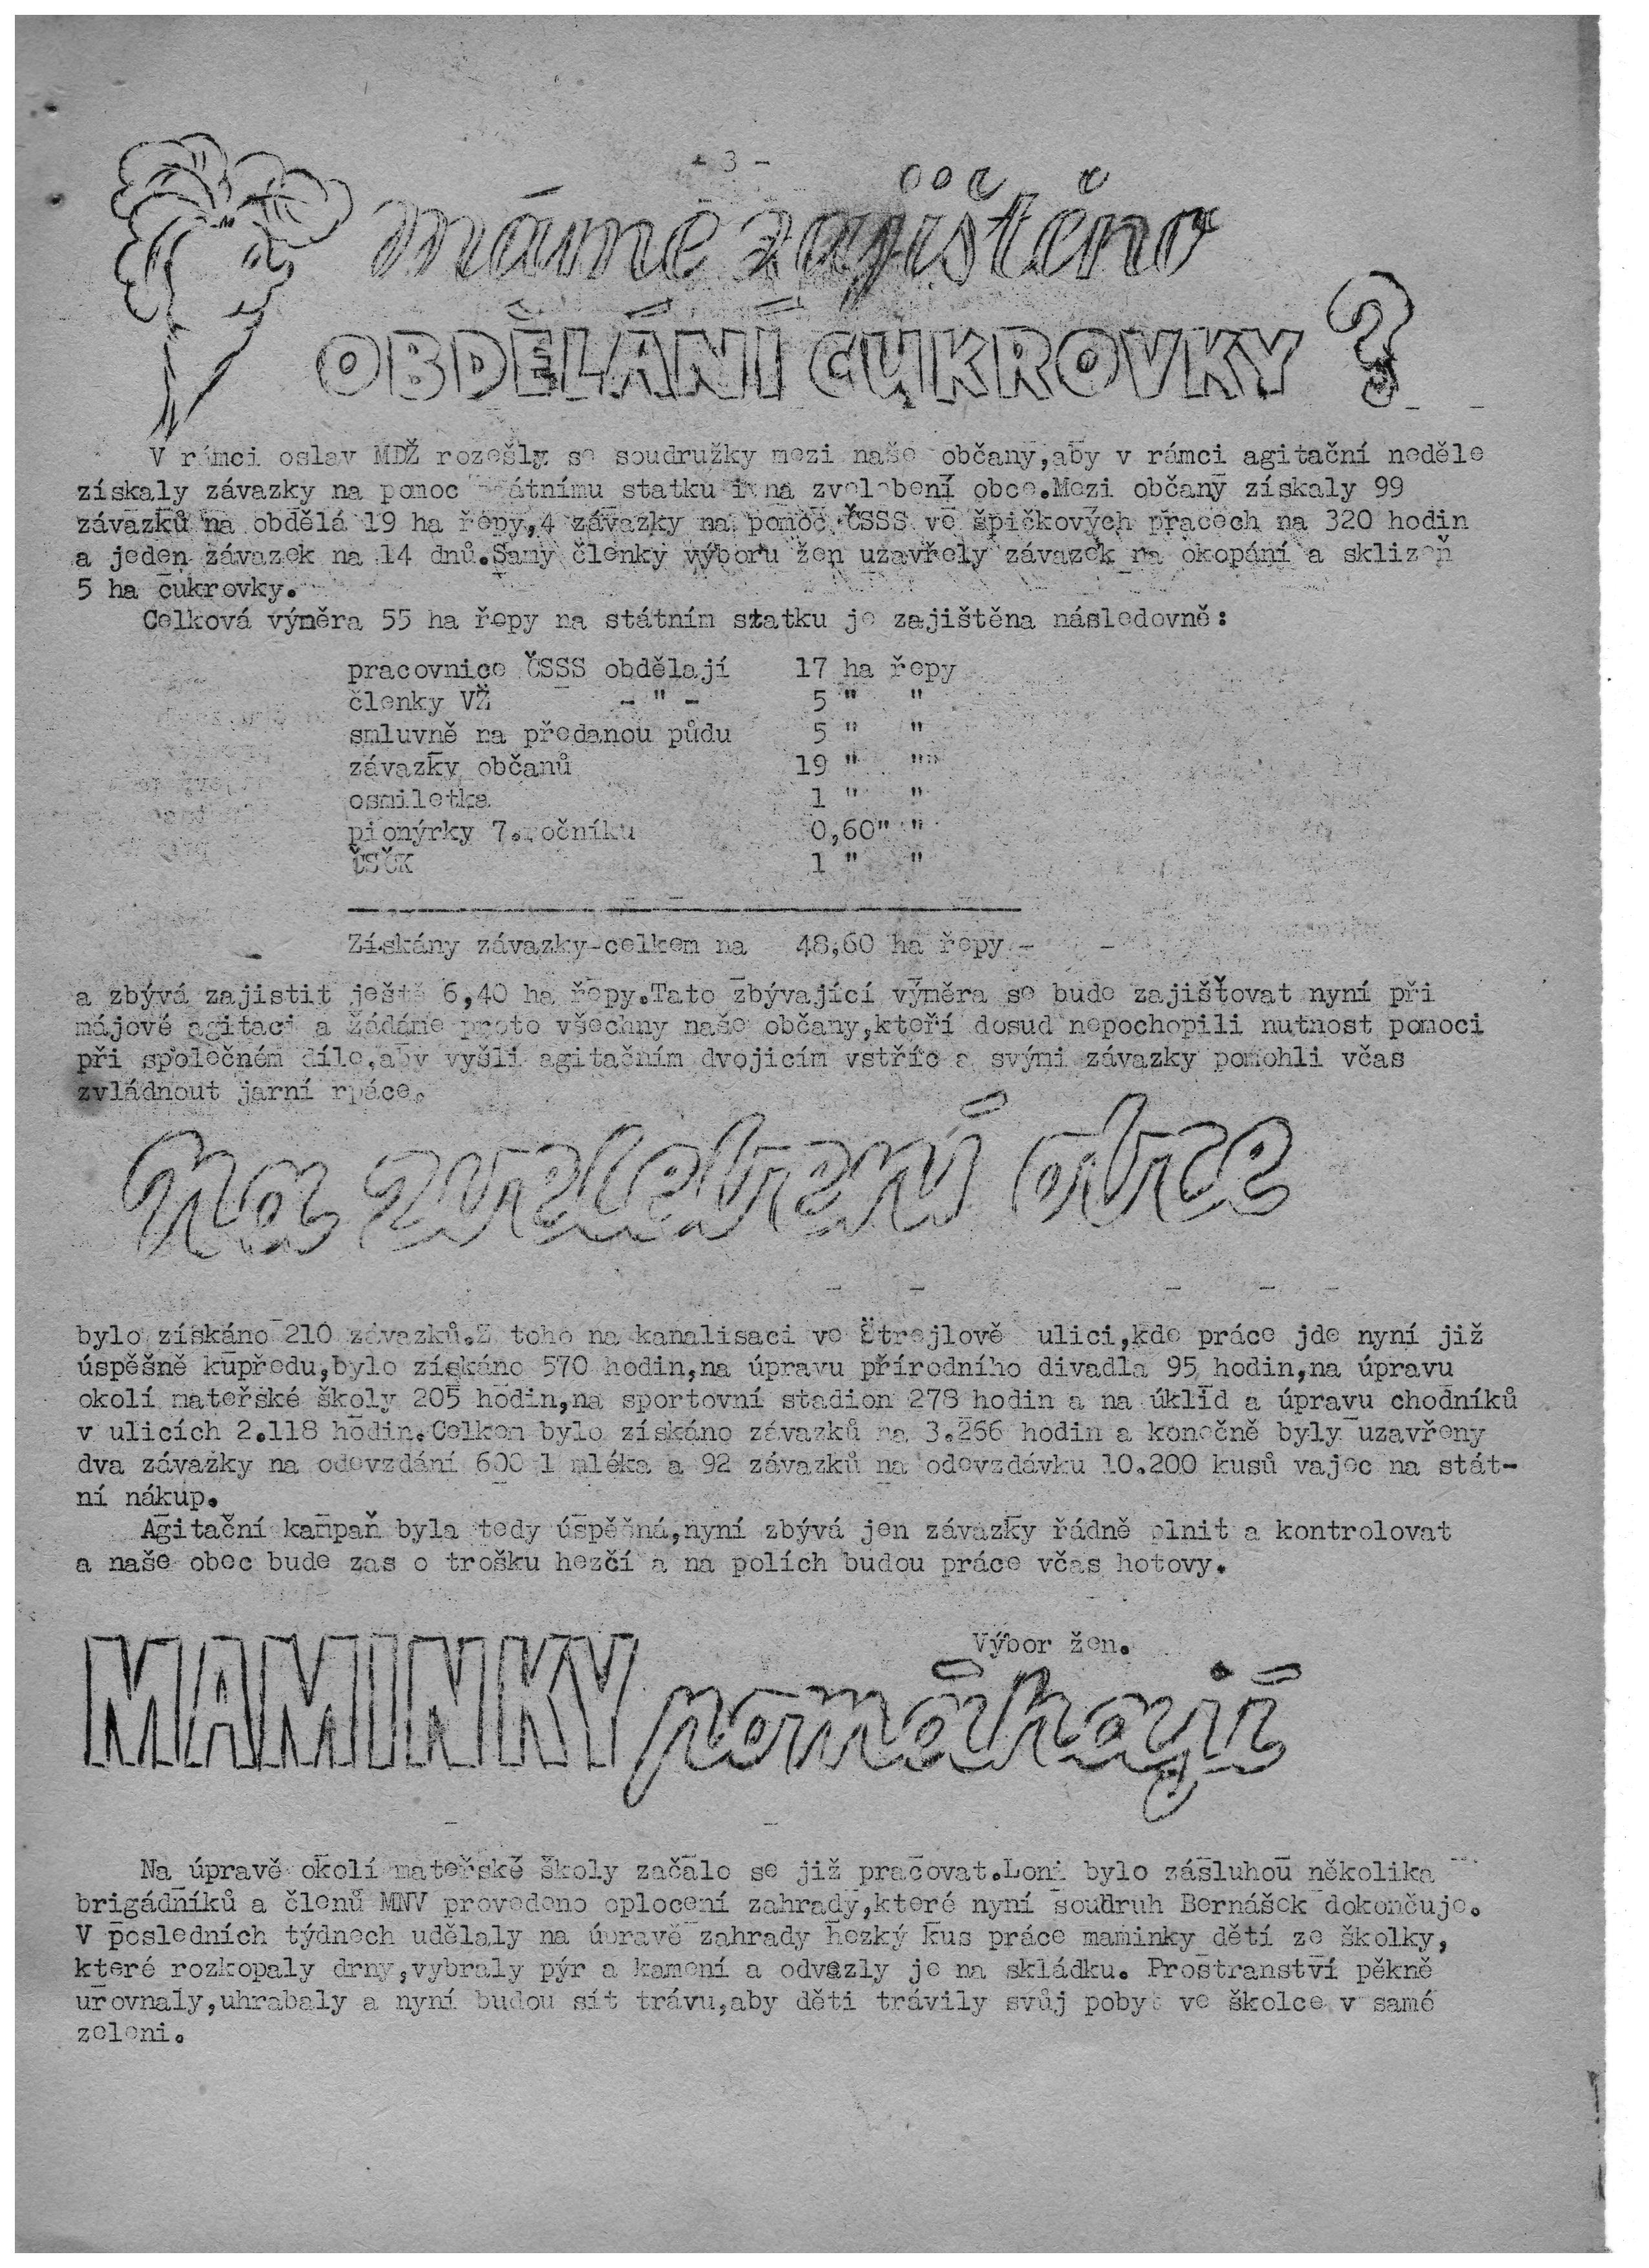 - 3 -
máme zajištěno
OBDĚLÁNÍ CUKROVKY?
V rámci oslav MDŽ rozešly se soudružky mezi naše občany,aby v rámci agitační neděle
získaly závazky na pomoc státnímu statku i na zvelebení obce.Mezi občany získaly 99
závazků na obdělá 19 ha řepy,4 závazky na pomoc ČSSS ve špičkových pracech na 320 hodin
a jeden závazek na 14 dnů.Samy členky výboru žen uzavřely závazek na okopání a sklizeň
5 ha cukrovky.
Celková výměra 55 ha řepy na státním statku je zajištěna následovně:
pracovnice ČSSS obdělají 17 ha řepy
členky VŽ - " - 5 " "
smluvně na předanou půdu 5 " "
závazky občanů 19 " ""
osmiletka 1 " "
pionýrky 7.ročníku 0,60" "
ČSČK 1 " "
Získány závazky-celkem na 48,60 ha řepy
a zbývá zajistit ještě 6,40 ha řepy.Tato zbývající výměra se bude zajišťovat nyní při
májové agitaci a žádáme proto všechny naše občany,kteří dosud nepochopili nutnost pomoci
při společném díle,aby vyšli agitačním dvojicím vstříc a svými závazky pomohli včas
zvládnout jarní rpáce.
Na zvelebení obce
bylo získáno 210 závazků.Z toho na kanalisaci ve Štrejlově ulici,kde práce jde nyní již
úspěšně kupředu,bylo získáno 570 hodin,na úpravu přírodního divadla 95 hodin,na úpravu
okolí mateřské školy 205 hodin,na sportovní stadion 278 hodin a na úklid a úpravu chodníků
v ulicích 2.118 hodin.Celkem bylo získáno závazků na 3.266 hodin a konečně byly uzavřeny
dva závazky na odevzdání 600 l mléka a 92 závazků na odevzdávku 10.200 kusů vajec na stát-
ní nákup.
Agitační kampaň byla tedy úspěšná,nyní zbývá jen závazky řádně plnit a kontrolovat
a naše obec bude zas o trošku hezčí a na polích budou práce včas hotovy.
Výbor žen.
MAMINKY pomáhají
Na úpravě okolí mateřské školy začalo se již pracovat.Loni bylo zásluhou několika
brigádníků a členů MNV provedeno oplocení zahrady,které nyní soudruh Bernášek dokončuje.
V posledních týdnech udělaly na úpravě zahrady hezký kus práce maminky dětí ze školky,
které rozkopaly drny,vybraly pýr a kamení a odvezly je na skládku. Prostranství pěkně
urovnaly,uhrabaly a nyní budou sít trávu,aby děti trávily svůj pobyt ve školce v samé
zeleni.